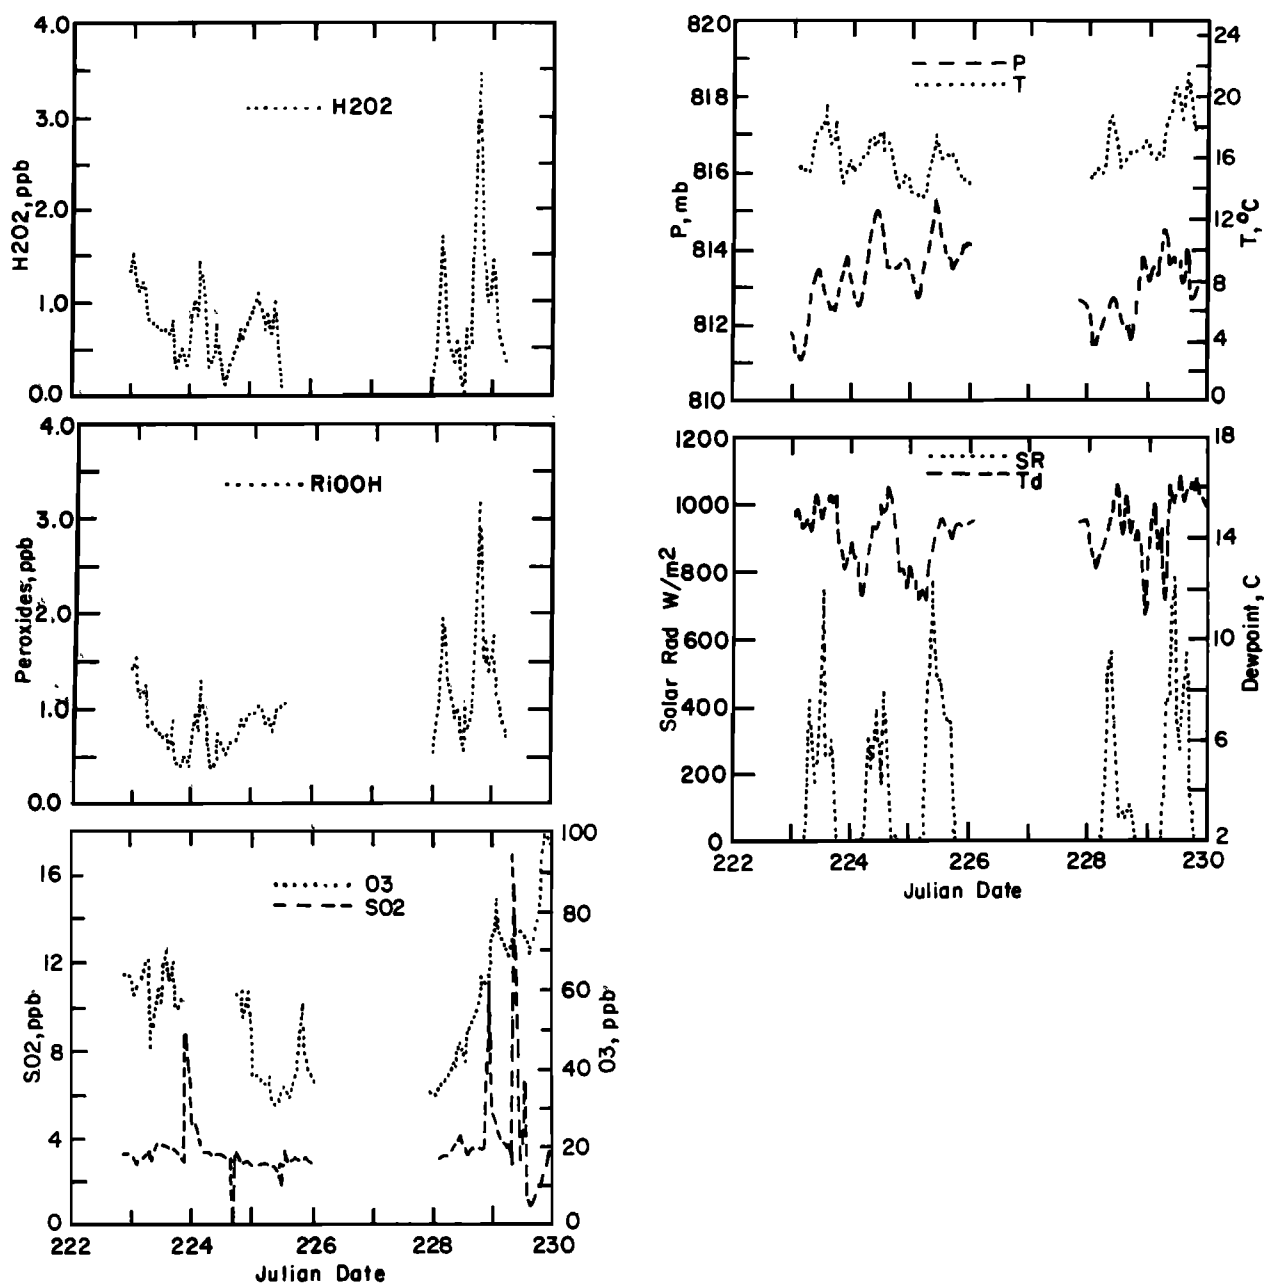 4.0
3.0
2.0
1.0
0.0
H2O2, ppb
H2O2
4.0
3.0
2.0
1.0
0.0
Peroxides, ppb
RiOOH
16
12
8
4
0
SO2, ppb
O3
SO2
100
80
60
40
20
0
O3, ppb
222 224 226 228 230
Julian Date
820
818
816
814
812
810
P, mb
P
T
24
20
16
12
8
4
0
T, °C
1200
1000
800
600
400
200
0
Solar Rad W/m2
SR
Td
18
14
10
6
2
Dewpoint, C
222 224 226 228 230
Julian Date